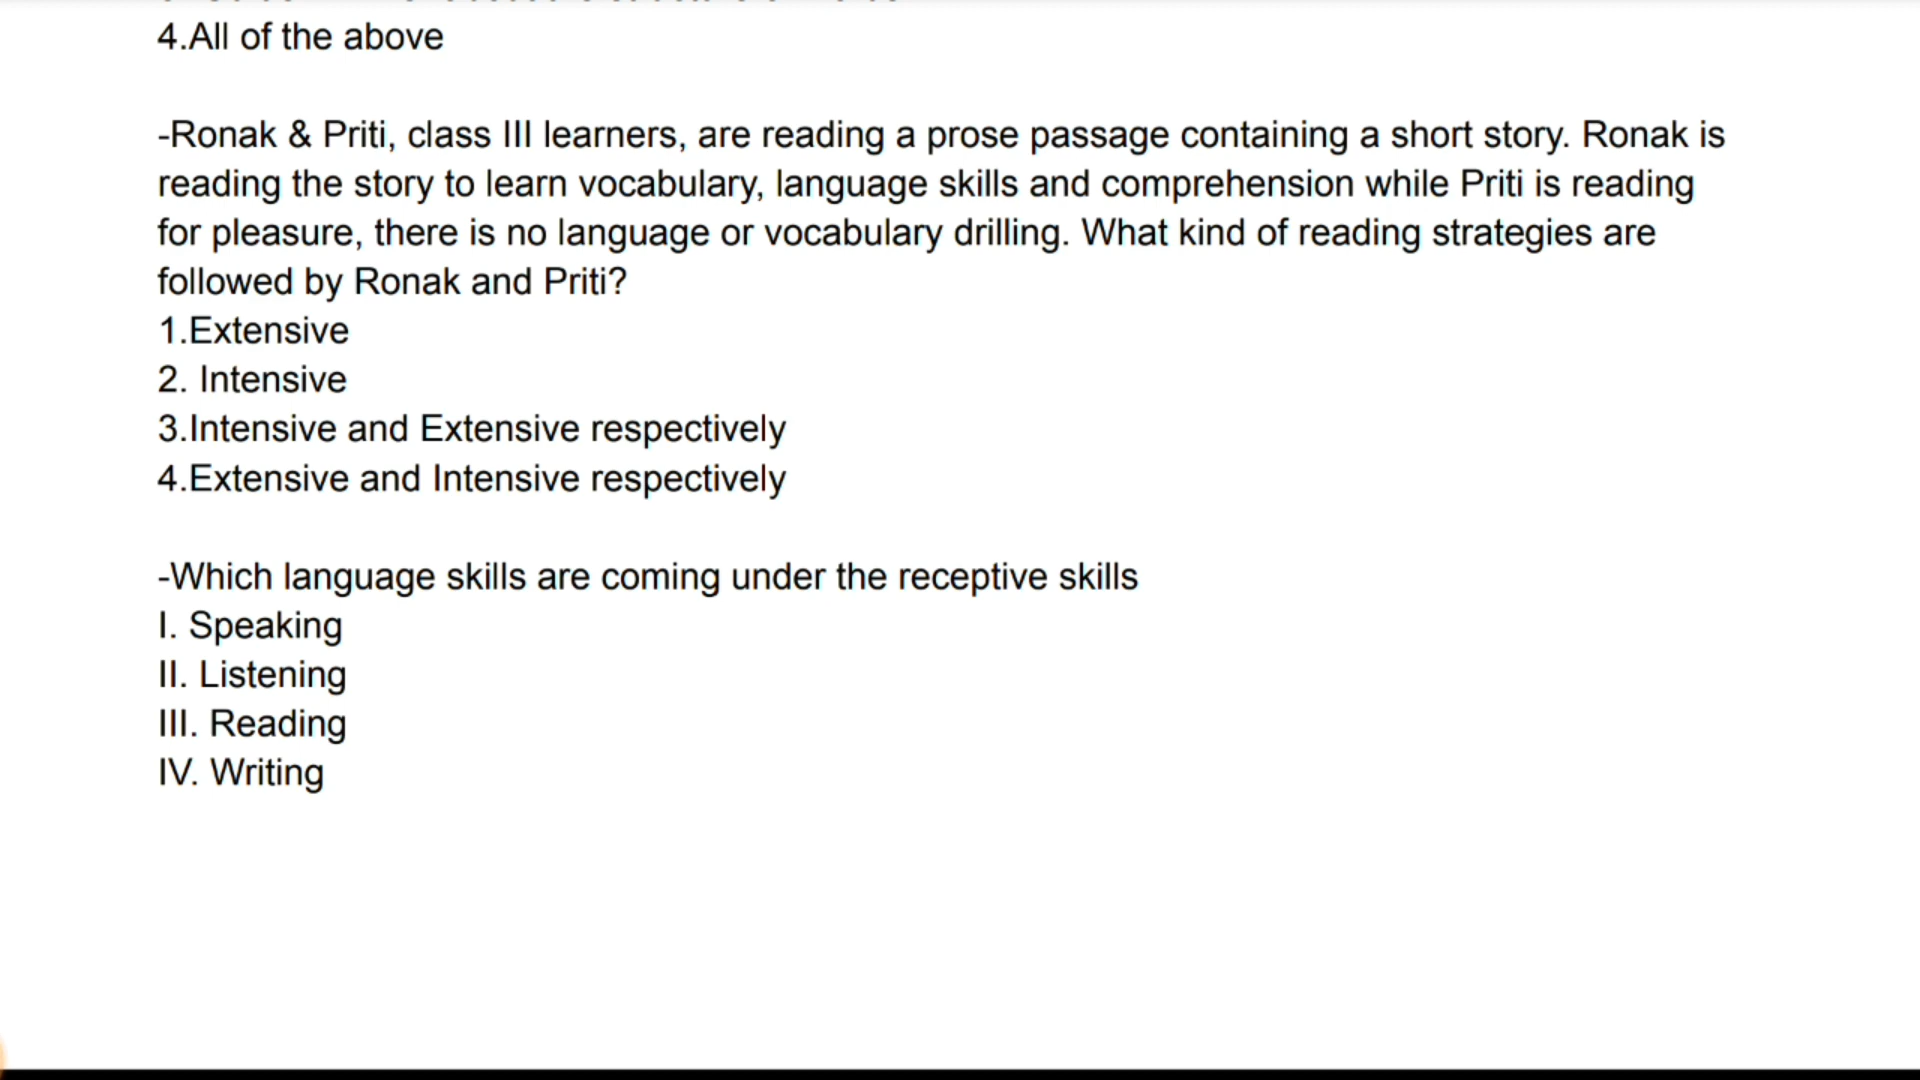 4.All of the above
-Ronak & Priti, class III learners, are reading a prose passage containing a short story. Ronak is
reading the story to learn vocabulary, language skills and comprehension while Priti is reading
for pleasure, there is no language or vocabulary drilling. What kind of reading strategies are
followed by Ronak and Priti?
1.Extensive
2. Intensive
3.Intensive and Extensive respectively
4.Extensive and Intensive respectively
-Which language skills are coming under the receptive skills
I. Speaking
II. Listening
III. Reading
IV. Writing